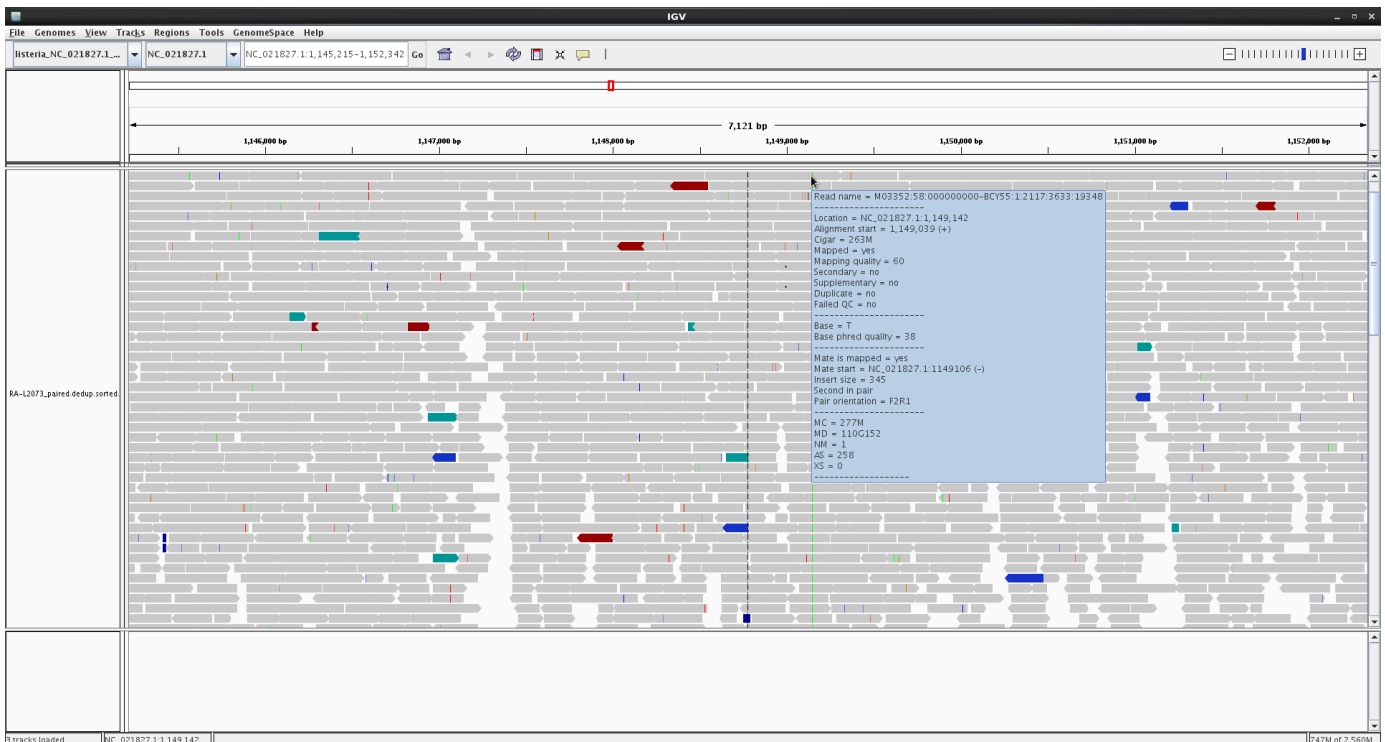 IGV
File Genomes View Tracks Regions Tools GenomeSpace Help
listeria_NC_021827.1_... NC_021827.1 NC_021827.1:1,145,215-1,152,342 Go
7,121 bp
1,146,000 bp 1,147,000 bp 1,148,000 bp 1,149,000 bp 1,150,000 bp 1,151,000 bp 1,152,000 bp
Read name = M03352:58:000000000-BCY55:1:2117:3633:19348
----------------------
Location = NC_021827.1:1,149,142
Alignment start = 1,149,039 (+)
Cigar = 263M
Mapped = yes
Mapping quality = 60
Secondary = no
Supplementary = no
Duplicate = no
Failed QC = no
----------------------
Base = T
Base phred quality = 38
----------------------
Mate is mapped = yes
Mate start = NC_021827.1:1149106 (-)
Insert size = 345
Second in pair
Pair orientation = F2R1
----------------------
MC = 277M
MD = 110G152
NM = 1
AS = 258
XS = 0
-------------------
RA-L2073_paired.dedup.sorted.
3 tracks loaded NC_021827.1:1,149,142 747M of 2,560M